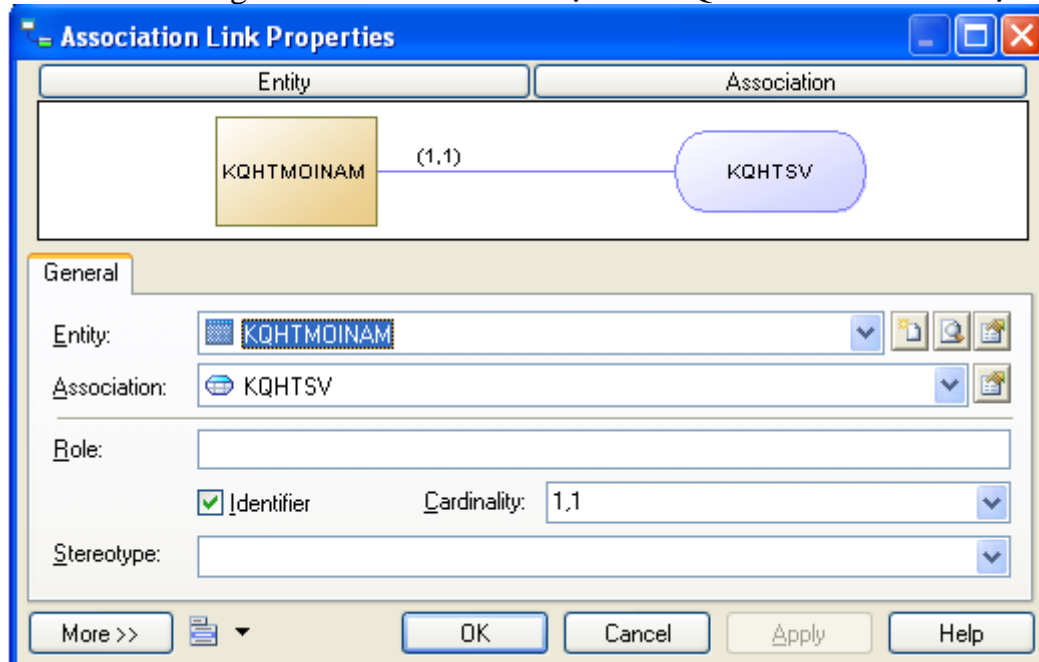 Association Link Properties
Entity Association
KQHTMOINAM (1,1) KQHTSV
General
Entity: KQHTMOINAM
Association: KQHTSV
Role:
Identifier Cardinality: 1,1
Stereotype:
More >> OK Cancel Apply Help